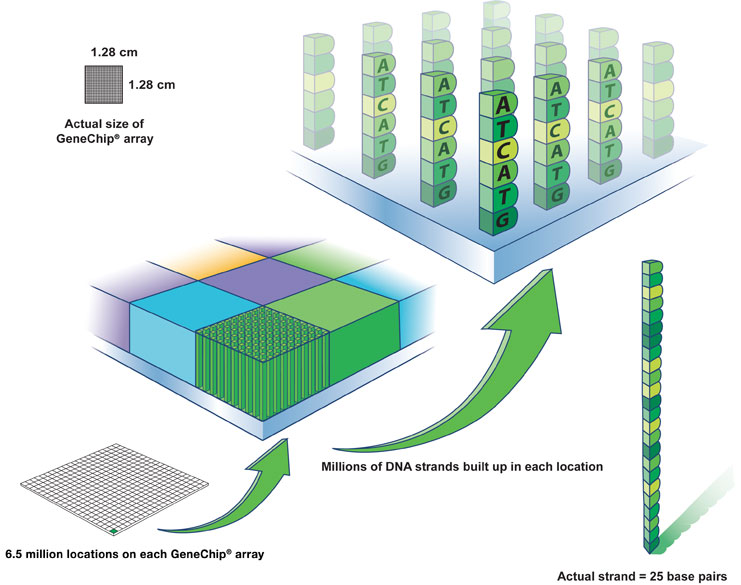 1.28 cm
1.28 cm
Actual size of
GeneChip® array
A T C A T G
A T C A T G
A T C A T G
A T C A T G
A T C A T G
Millions of DNA strands built up in each location
6.5 million locations on each GeneChip® array
Actual strand = 25 base pairs